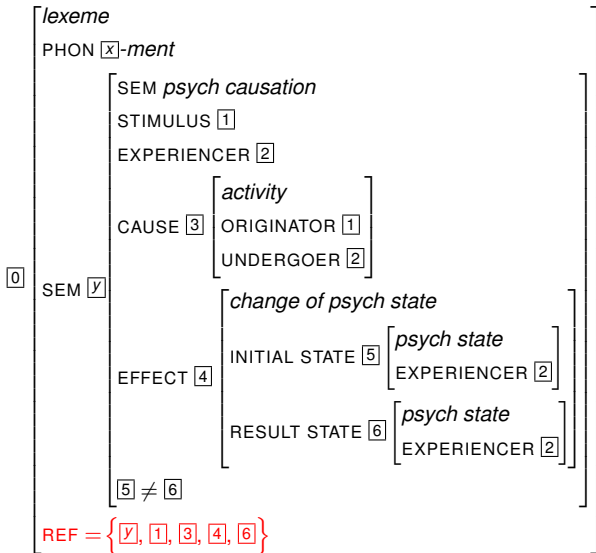 lexeme
PHON x -ment
SEM psych causation
STIMULUS 1
EXPERIENCER 2
activity
CAUSE 3 ORIGINATOR 1
UNDERGOER 2
0 SEM y
change of psych state
psych state
INITIAL STATE 5 EXPERIENCER 2
EFFECT 4
psych state
RESULT STATE 6 EXPERIENCER 2
5 ≠ 6
REF = { y, 1, 3, 4, 6 }